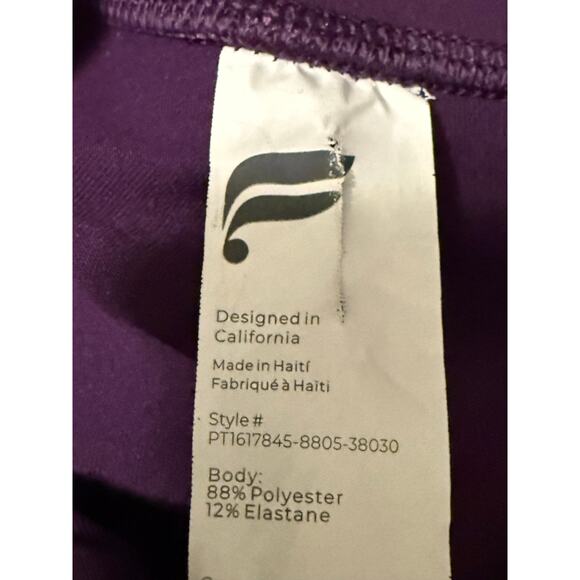 Designed in
California
Made in Haití
Fabriqué à Haïti
Style #
PT1617845-8805-38030
Body:
88% Polyester
12% Elastane